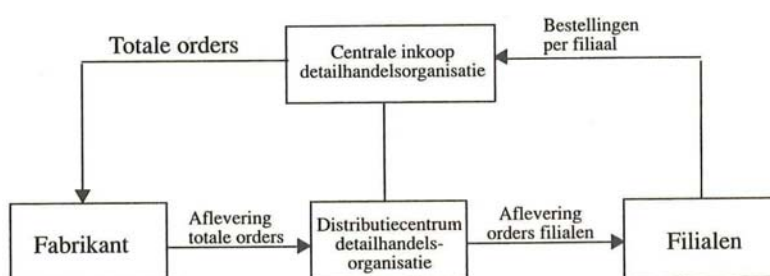 Totale orders
Centrale inkoop
detailhandelsorganisatie
Bestellingen
per filiaal
Fabrikant
Aflevering
totale orders
Distributiecentrum
detailhandels-
organisatie
Aflevering
orders filialen
Filialen